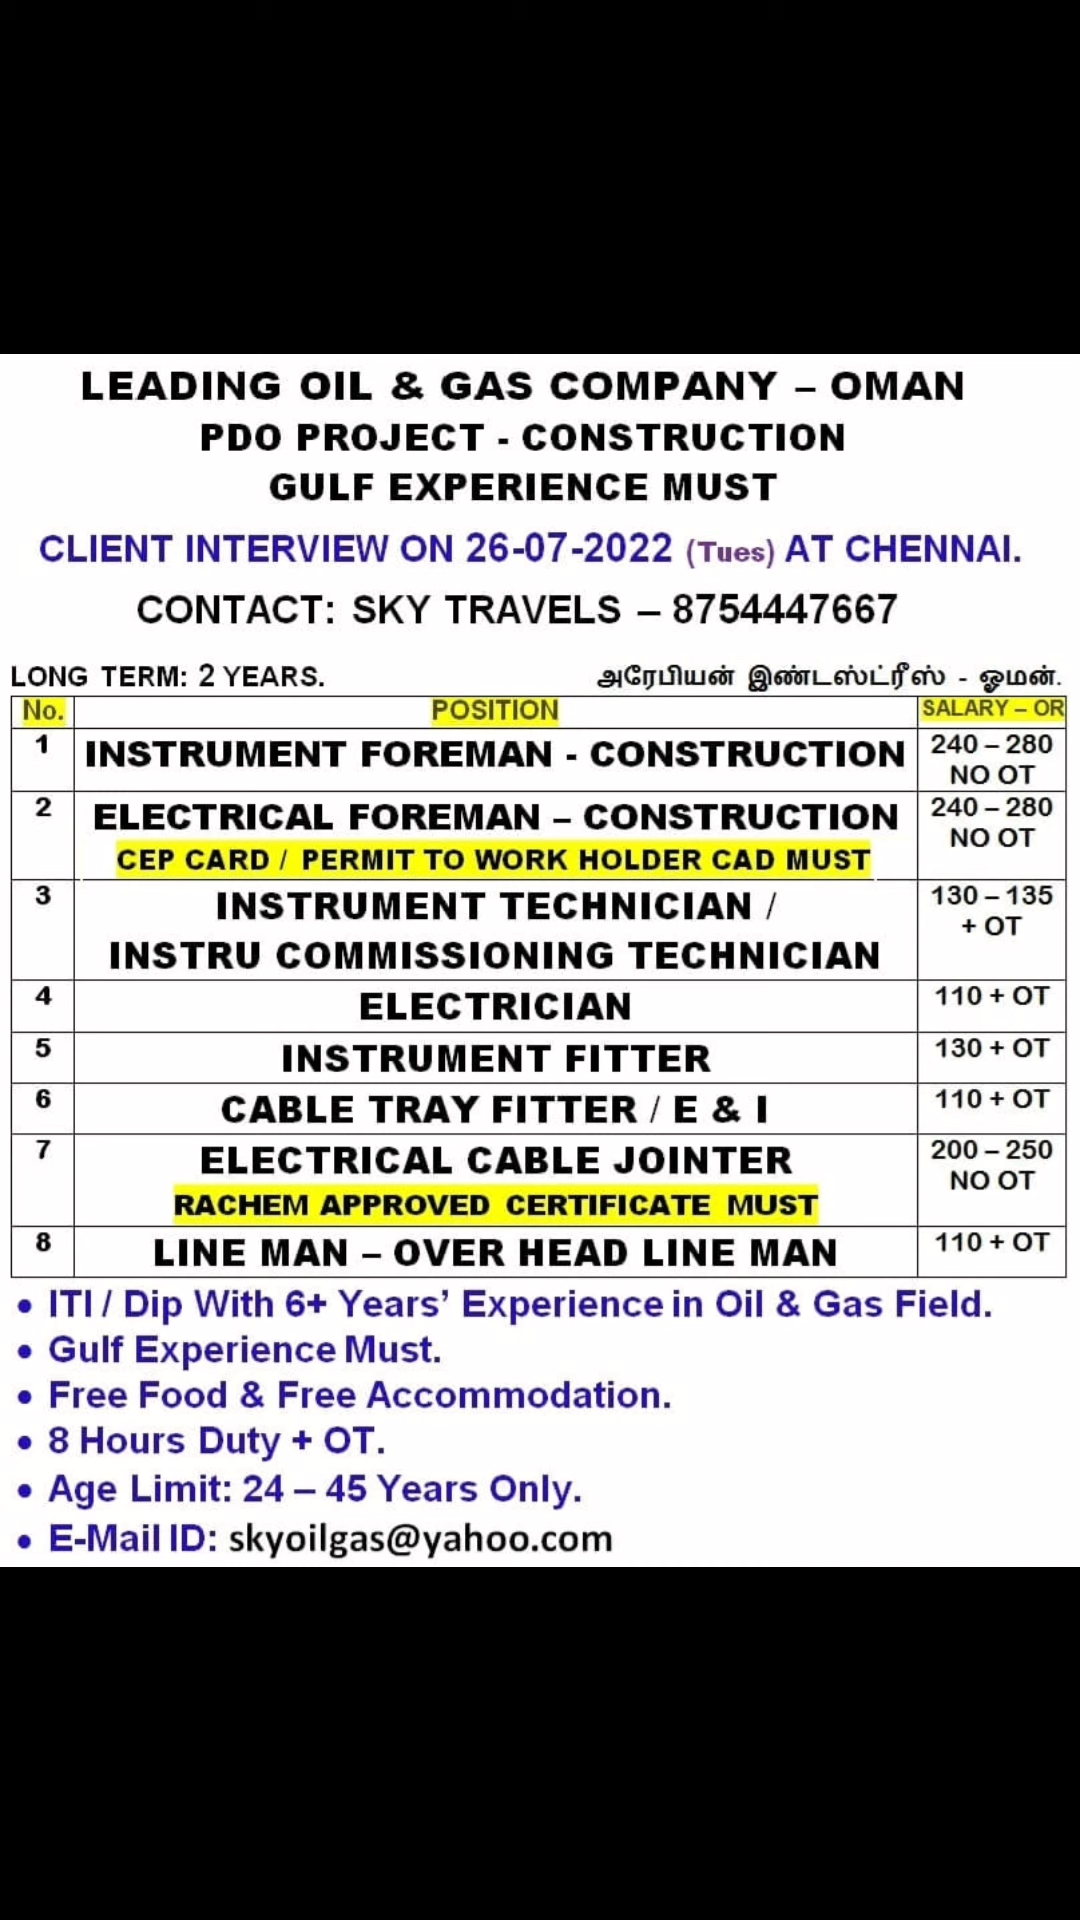 LEADING OIL & GAS COMPANY – OMAN
PDO PROJECT - CONSTRUCTION
GULF EXPERIENCE MUST
CLIENT INTERVIEW ON 26-07-2022 (Tues) AT CHENNAI.
CONTACT: SKY TRAVELS – 8754447667
LONG TERM: 2 YEARS. அரேபியன் இண்டஸ்ட்ரீஸ் - ஓமன்.
No. POSITION SALARY – OR
1 INSTRUMENT FOREMAN - CONSTRUCTION 240 – 280
NO OT
2 ELECTRICAL FOREMAN – CONSTRUCTION 240 – 280
NO OT
CEP CARD / PERMIT TO WORK HOLDER CAD MUST
3 INSTRUMENT TECHNICIAN / 130 – 135
+ OT
INSTRU COMMISSIONING TECHNICIAN
4 ELECTRICIAN 110 + OT
5 INSTRUMENT FITTER 130 + OT
6 CABLE TRAY FITTER / E & I 110 + OT
7 ELECTRICAL CABLE JOINTER 200 – 250
NO OT
RACHEM APPROVED CERTIFICATE MUST
8 LINE MAN – OVER HEAD LINE MAN 110 + OT
• ITI / Dip With 6+ Years’ Experience in Oil & Gas Field.
• Gulf Experience Must.
• Free Food & Free Accommodation.
• 8 Hours Duty + OT.
• Age Limit: 24 – 45 Years Only.
• E-Mail ID: skyoilgas@yahoo.com